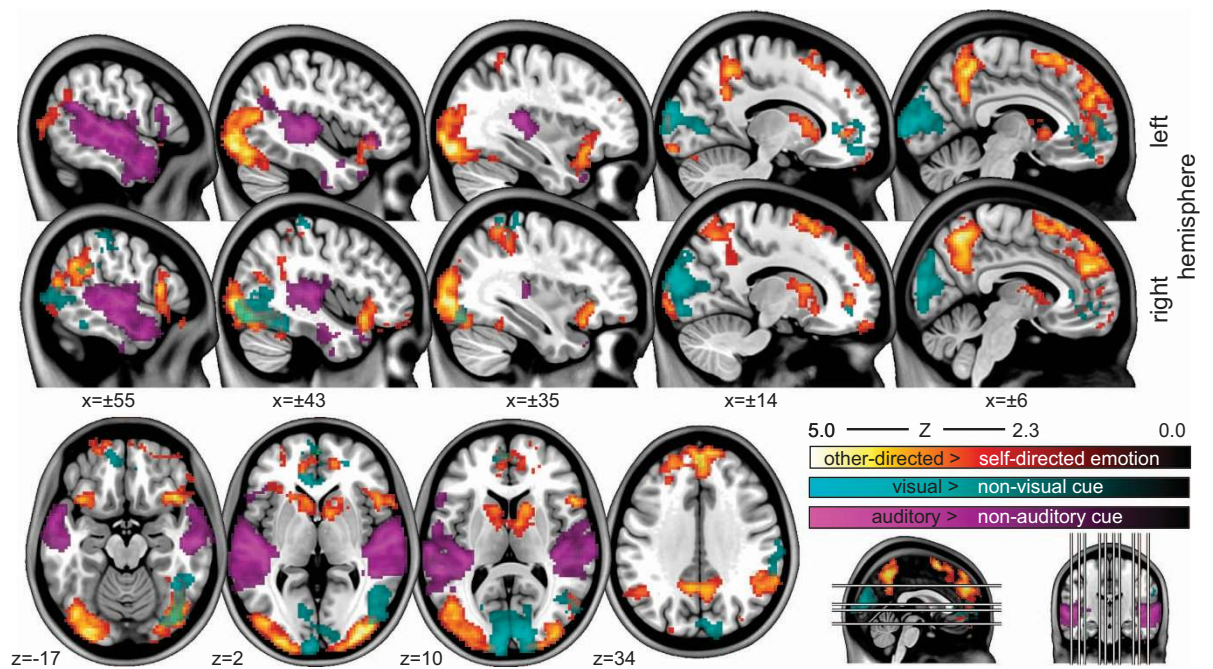 left
right
hemisphere
x=±55
x=±43
x=±35
x=±14
x=±6
5.0 Z 2.3 0.0
other-directed > self-directed emotion
visual > non-visual cue
auditory > non-auditory cue
z=-17
z=2
z=10
z=34